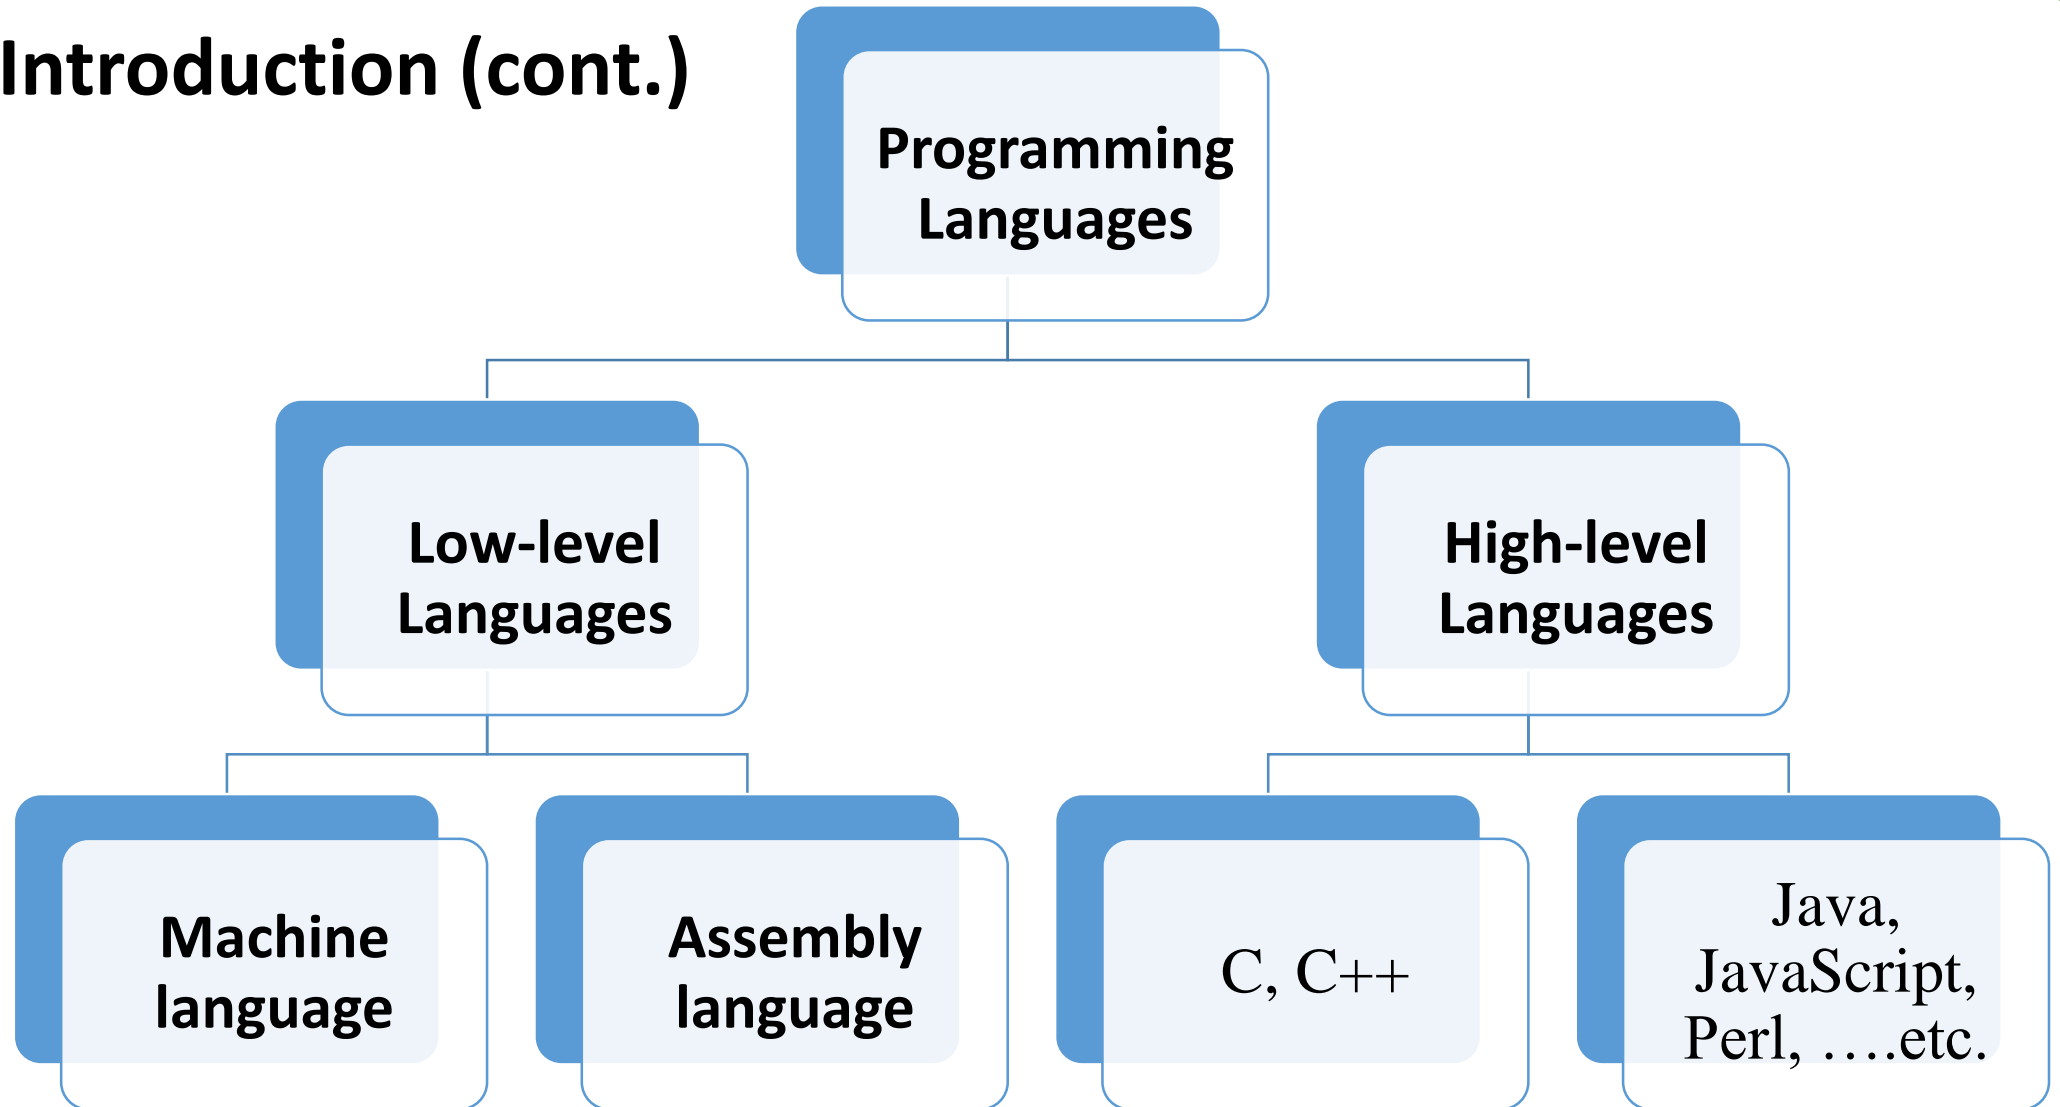 Introduction (cont.)
Programming
Languages
Low-level
Languages
High-level
Languages
Machine
language
Assembly
language
C, C++
Java,
JavaScript,
Perl, ….etc.